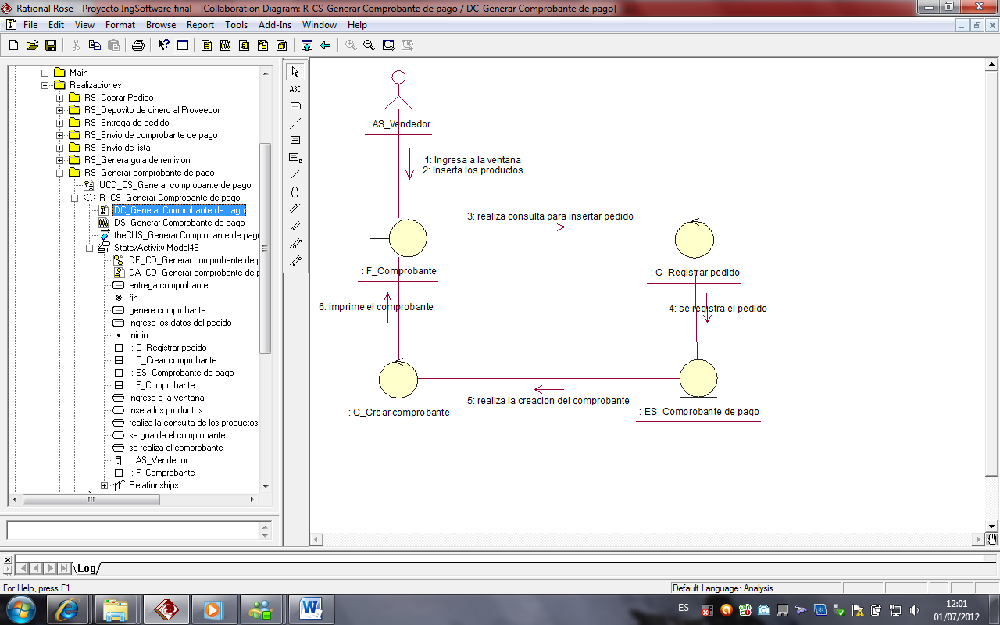 Rational Rose - Proyecto IngSoftware final - [Collaboration Diagram: R_CS_Generar Comprobante de pago / DC_Generar Comprobante de pago]
File Edit View Format Browse Report Tools Add-Ins Window Help
Main
Realizaciones
RS_Cobrar Pedido
RS_Deposito de dinero al Proveedor
RS_Entrega de pedido
RS_Envio de comprobante de pago
RS_Envio de lista
RS_Genera guia de remision
RS_Generar comprobante de pago
UCD_CS_Generar comprobante de pago
R_CS_Generar Comprobante de pago
DC_Generar Comprobante de pago
DS_Generar Comprobante de pago
theCUS_Generar Comprobante de pago
State/Activity Model48
DE_CD_Generar comprobante de p
DA_CD_Generar comprobante de p
entrega comprobante
fin
genere comprobante
ingresa los datos del pedido
inicio
: C_Registrar pedido
: C_Crear comprobante
: ES_Comprobante de pago
: F_Comprobante
ingresa a la ventana
inseta los productos
realiza la consulta de los productos
se guarda el comprobante
se realiza el comprobante
: AS_Vendedor
: F_Comprobante
Relationships
ABC
: AS_Vendedor
1: Ingresa a la ventana
2: Inserta los productos
3: realiza consulta para insertar pedido
: F_Comprobante
: C_Registrar pedido
6: imprime el comprobante
4: se registra el pedido
5: realiza la creacion del comprobante
: C_Crear comprobante
: ES_Comprobante de pago
Log
For Help, press F1
Default Language: Analysis
ES
12:01
01/07/2012